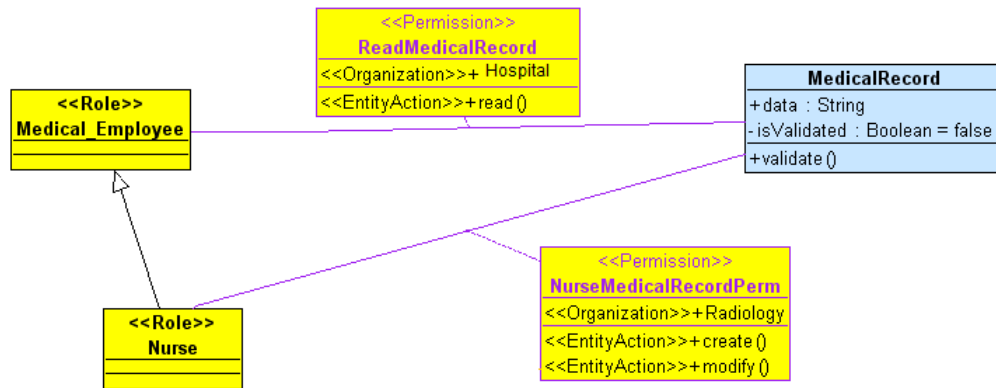 <<Permission>>
ReadMedicalRecord
<<Organization>>+ Hospital
<<EntityAction>>+read()
<<Role>>
Medical_Employee
MedicalRecord
+data : String
-isValidated : Boolean = false
+validate()
<<Permission>>
NurseMedicalRecordPerm
<<Organization>>+Radiology
<<EntityAction>>+create()
<<EntityAction>>+modify()
<<Role>>
Nurse